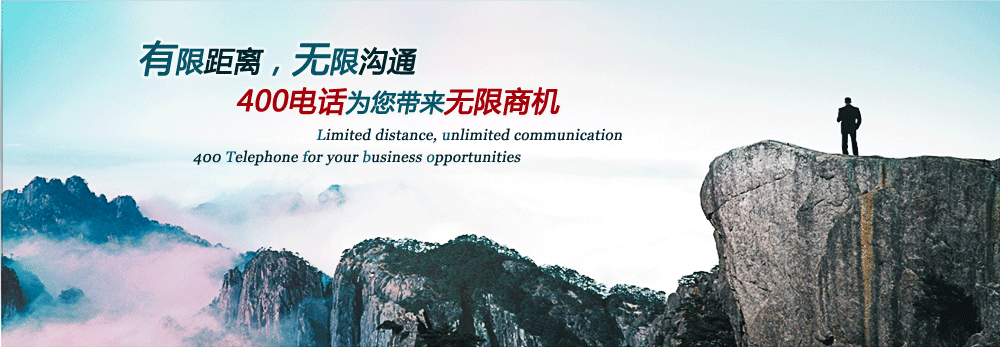 有限距离，无限沟通
400电话为您带来无限商机
Limited distance, unlimited communication
400 Telephone for your business opportunities